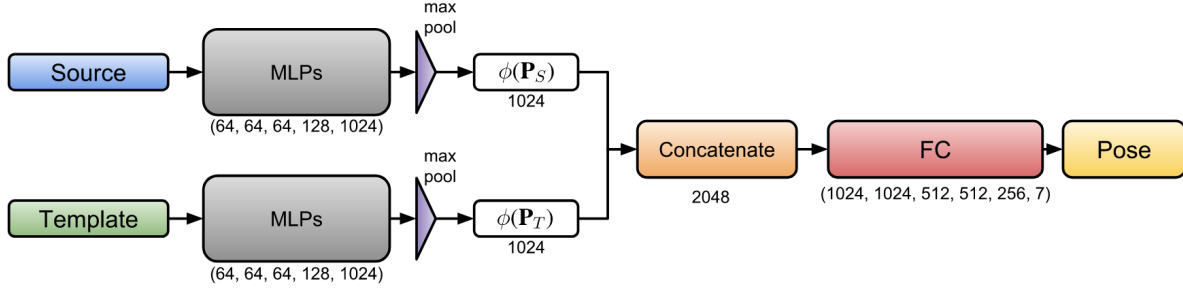 max
pool
Source
MLPs
ϕ(P_S)
1024
(64, 64, 64, 128, 1024)
Concatenate
FC
Pose
2048
(1024, 1024, 512, 512, 256, 7)
max
pool
Template
MLPs
ϕ(P_T)
1024
(64, 64, 64, 128, 1024)